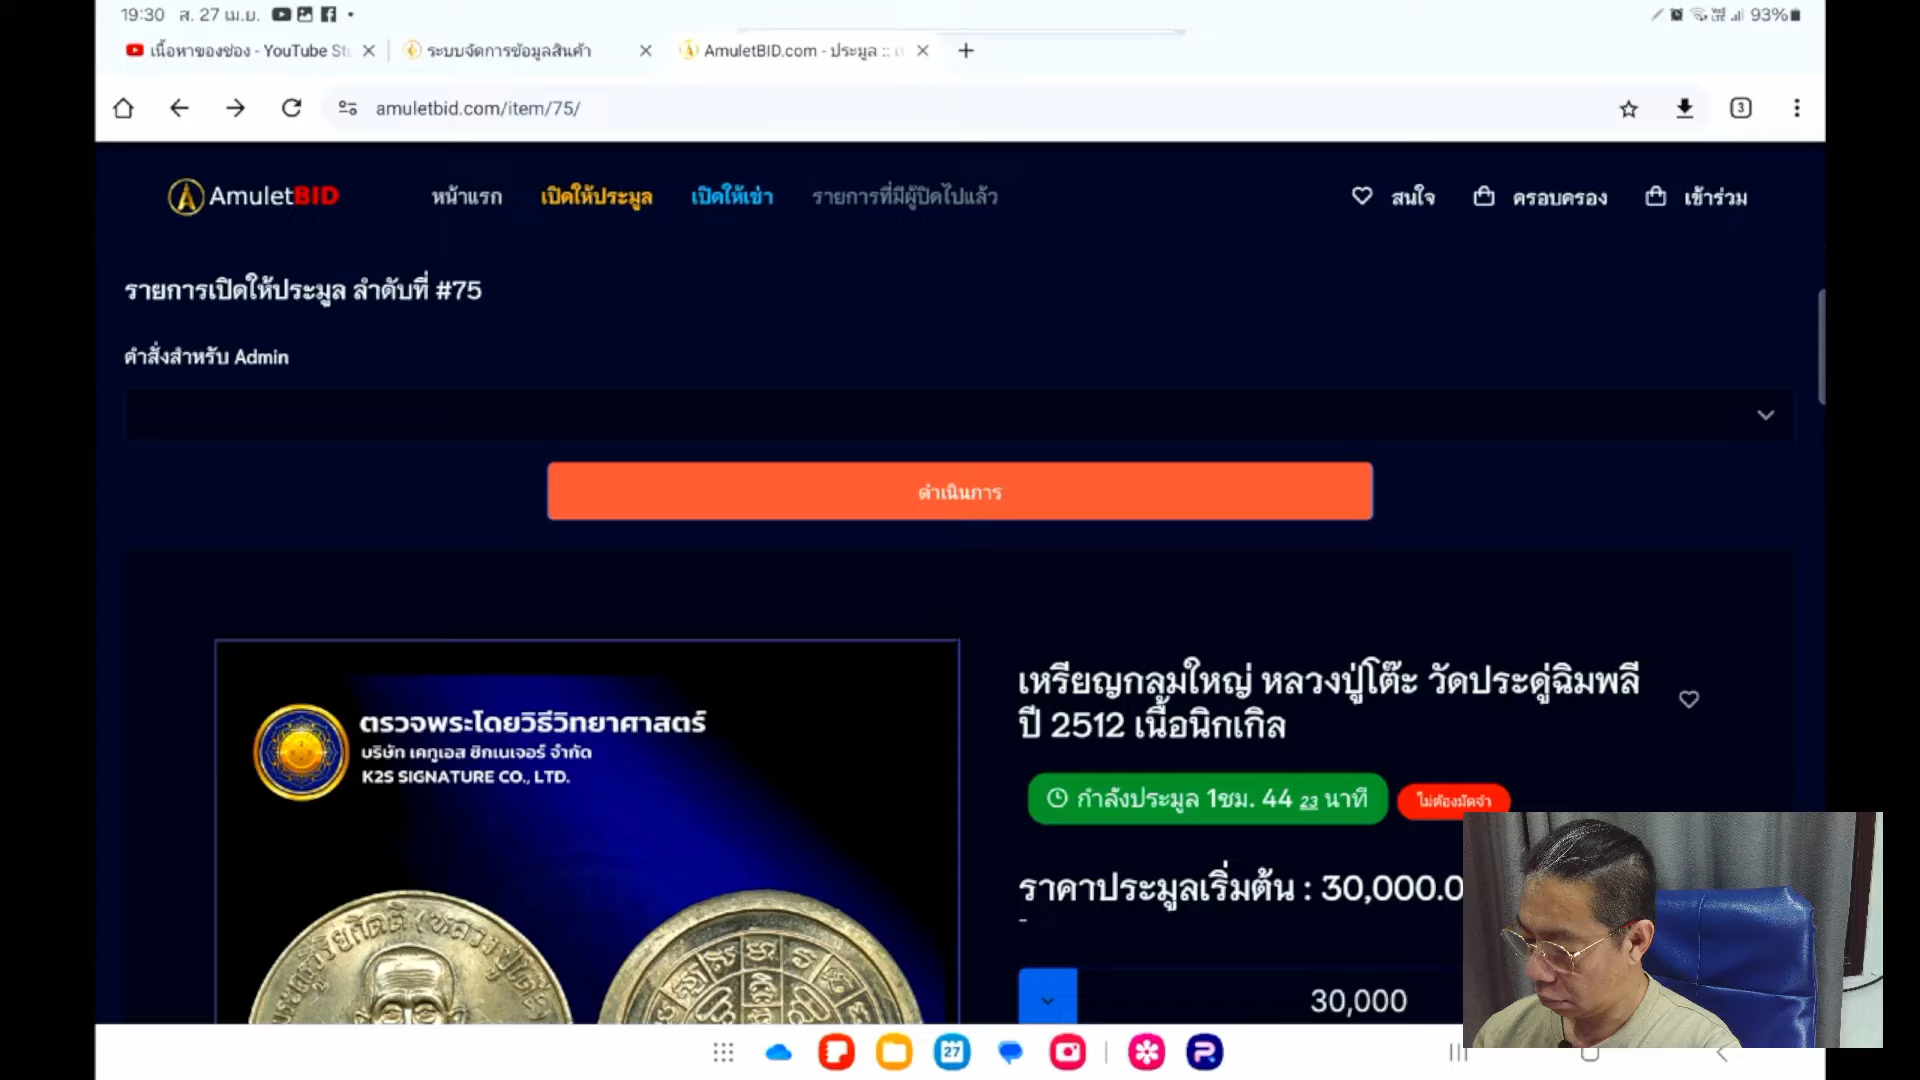 19:30 ส. 27 เม.ย.
93%
เนื้อหาของช่อง - YouTube St
ระบบจัดการข้อมูลสินค้า
AmuletBID.com - ประมูล ::
amuletbid.com/item/75/
3
AmuletBID
หน้าแรก
เปิดให้ประมูล
เปิดให้เช่า
รายการที่มีผู้ปิดไปแล้ว
สนใจ
ครอบครอง
เข้าร่วม
รายการเปิดให้ประมูล ลำดับที่ #75
คำสั่งสำหรับ Admin
ดำเนินการ
ตรวจพระโดยวิธีวิทยาศาสตร์
บริษัท เคทูเอส ซิกเนเจอร์ จำกัด
K2S SIGNATURE CO., LTD.
เหรียญกลมใหญ่ หลวงปู่โต๊ะ วัดประดู่ฉิมพลี
ปี 2512 เนื้อนิกเกิล
กำลังประมูล 1ชม. 44 23 นาที
ไม่ต้องมัดจำ
ราคาประมูลเริ่มต้น : 30,000.0
-
30,000
27